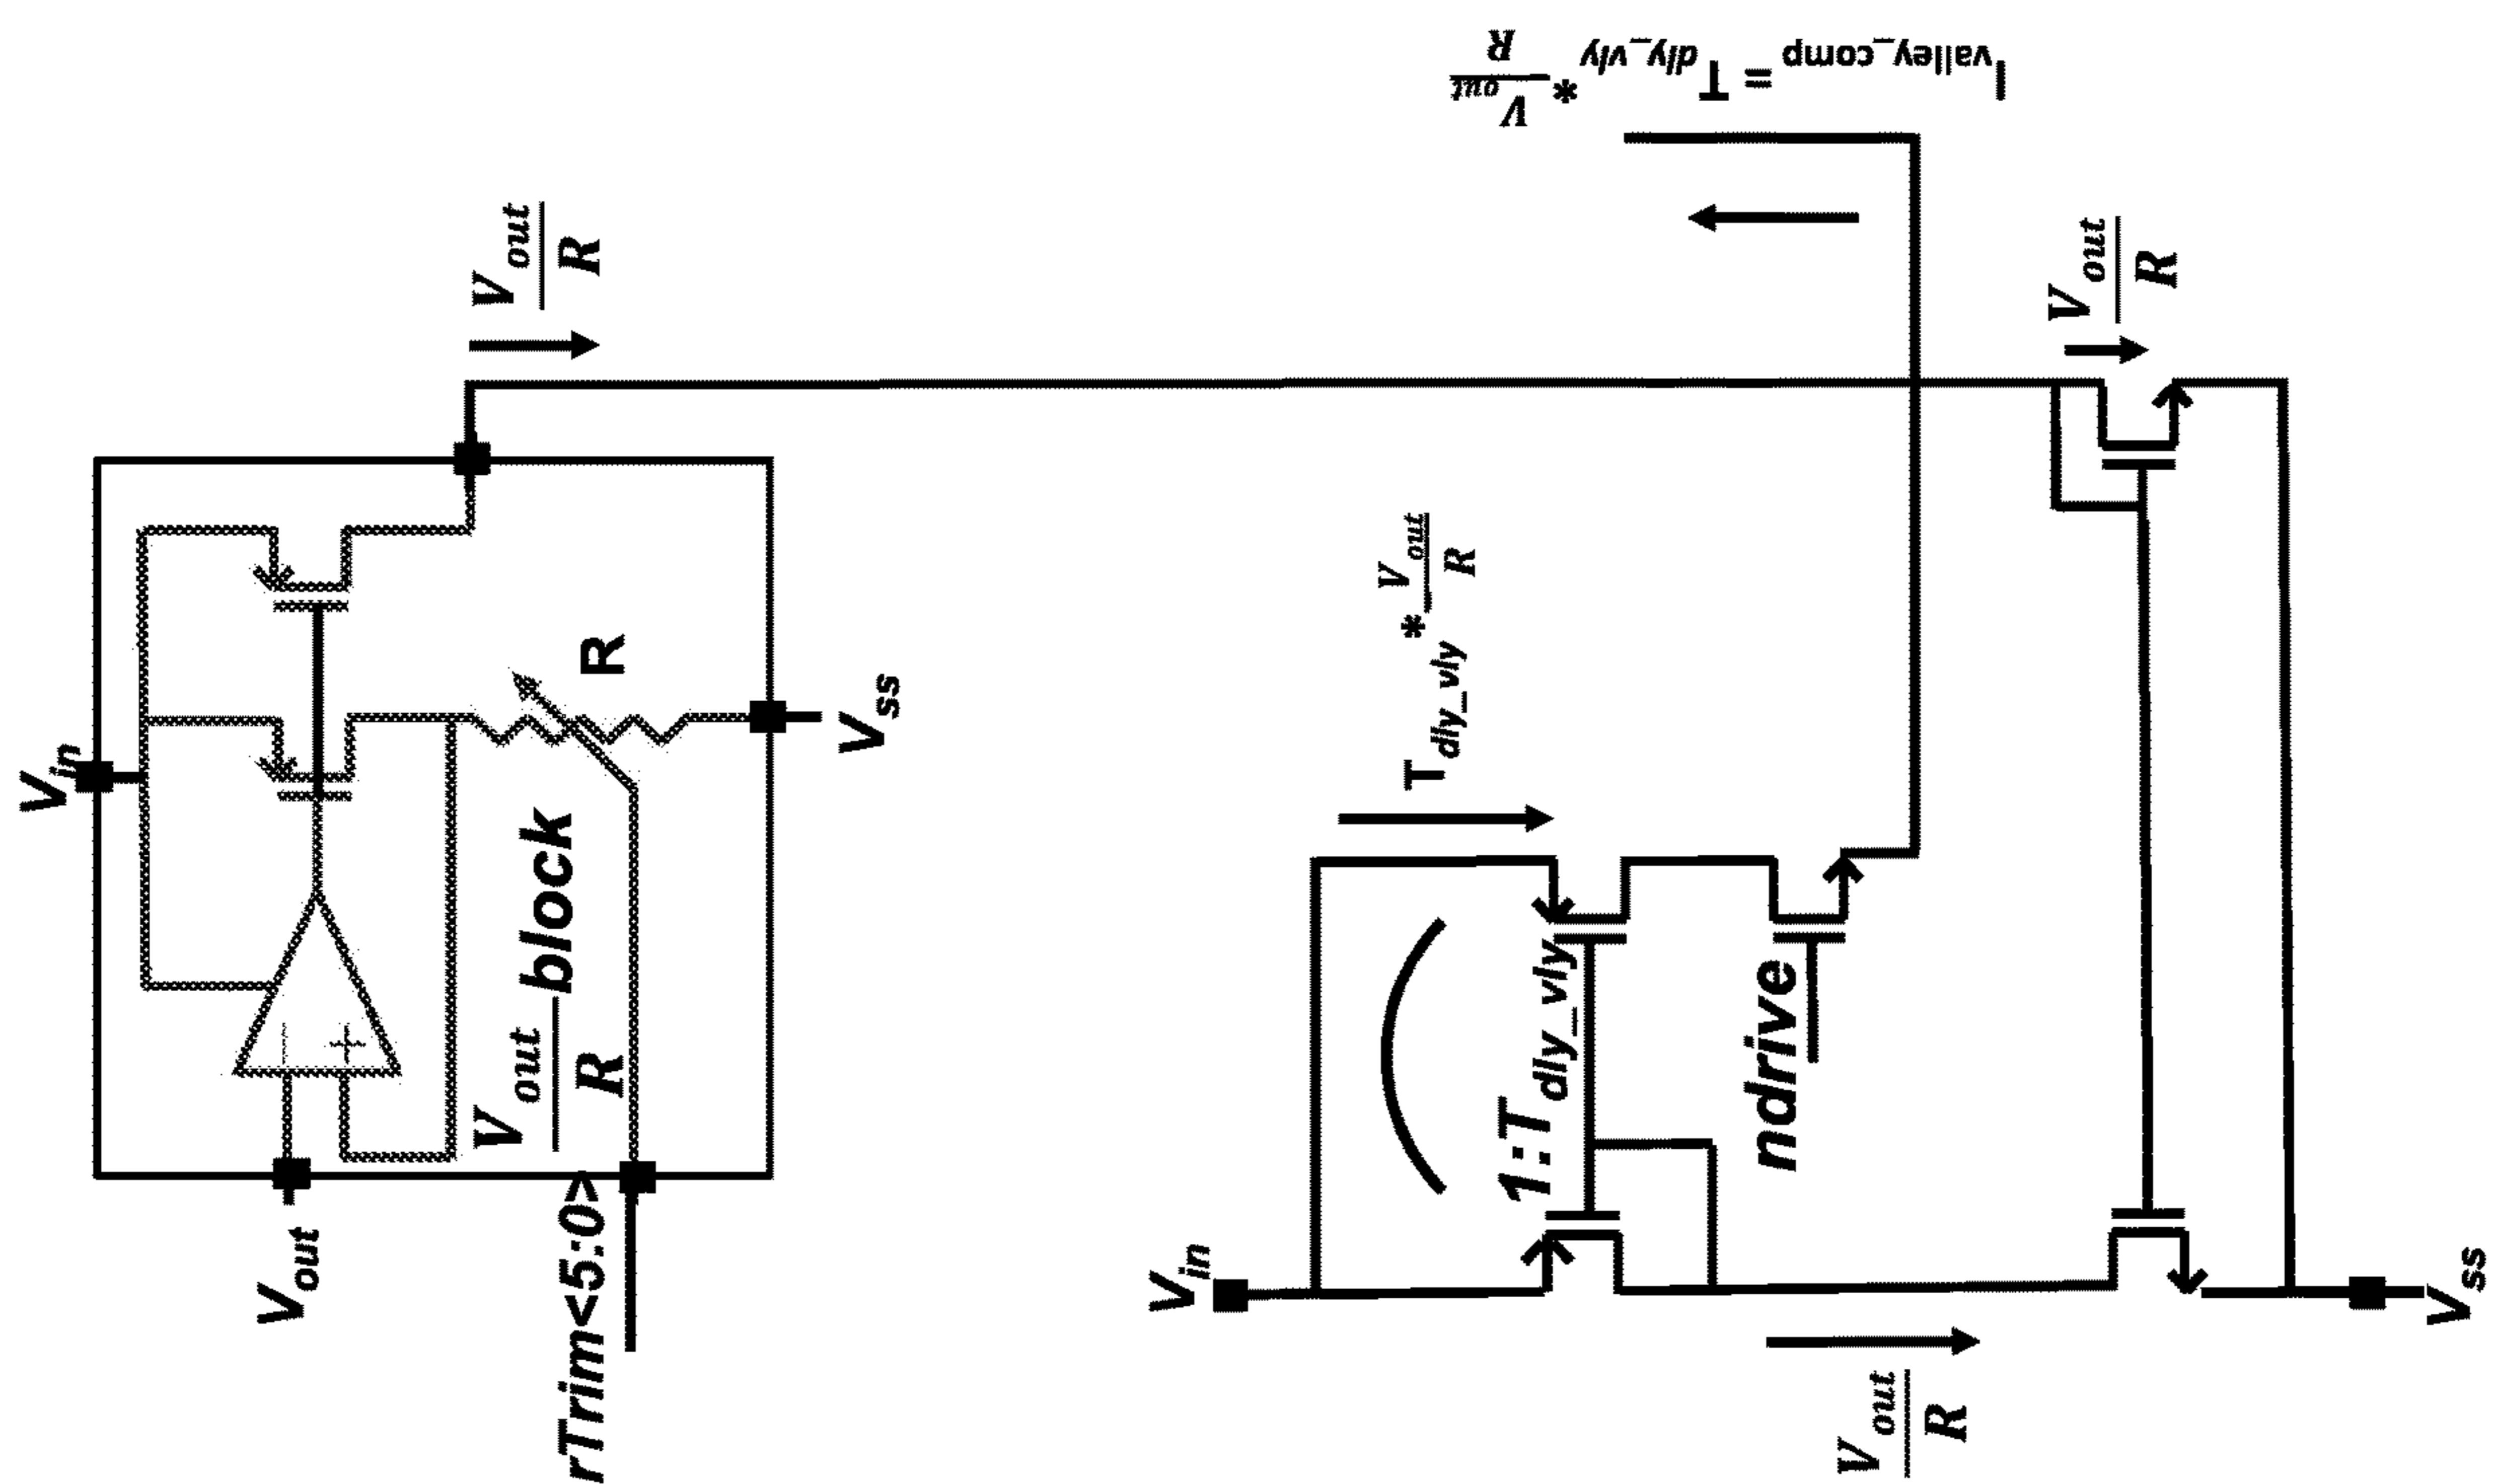 V_in
V_out
rTrim<5:0>
V_out
R
block
R
V_ss
V_out
R
V_in
1:T_dly_vly
T_dly_vly * V_out
R
ndrive
V_out
R
V_out
R
V_ss
I_valley_comp = T_dly_vly * V_out
R